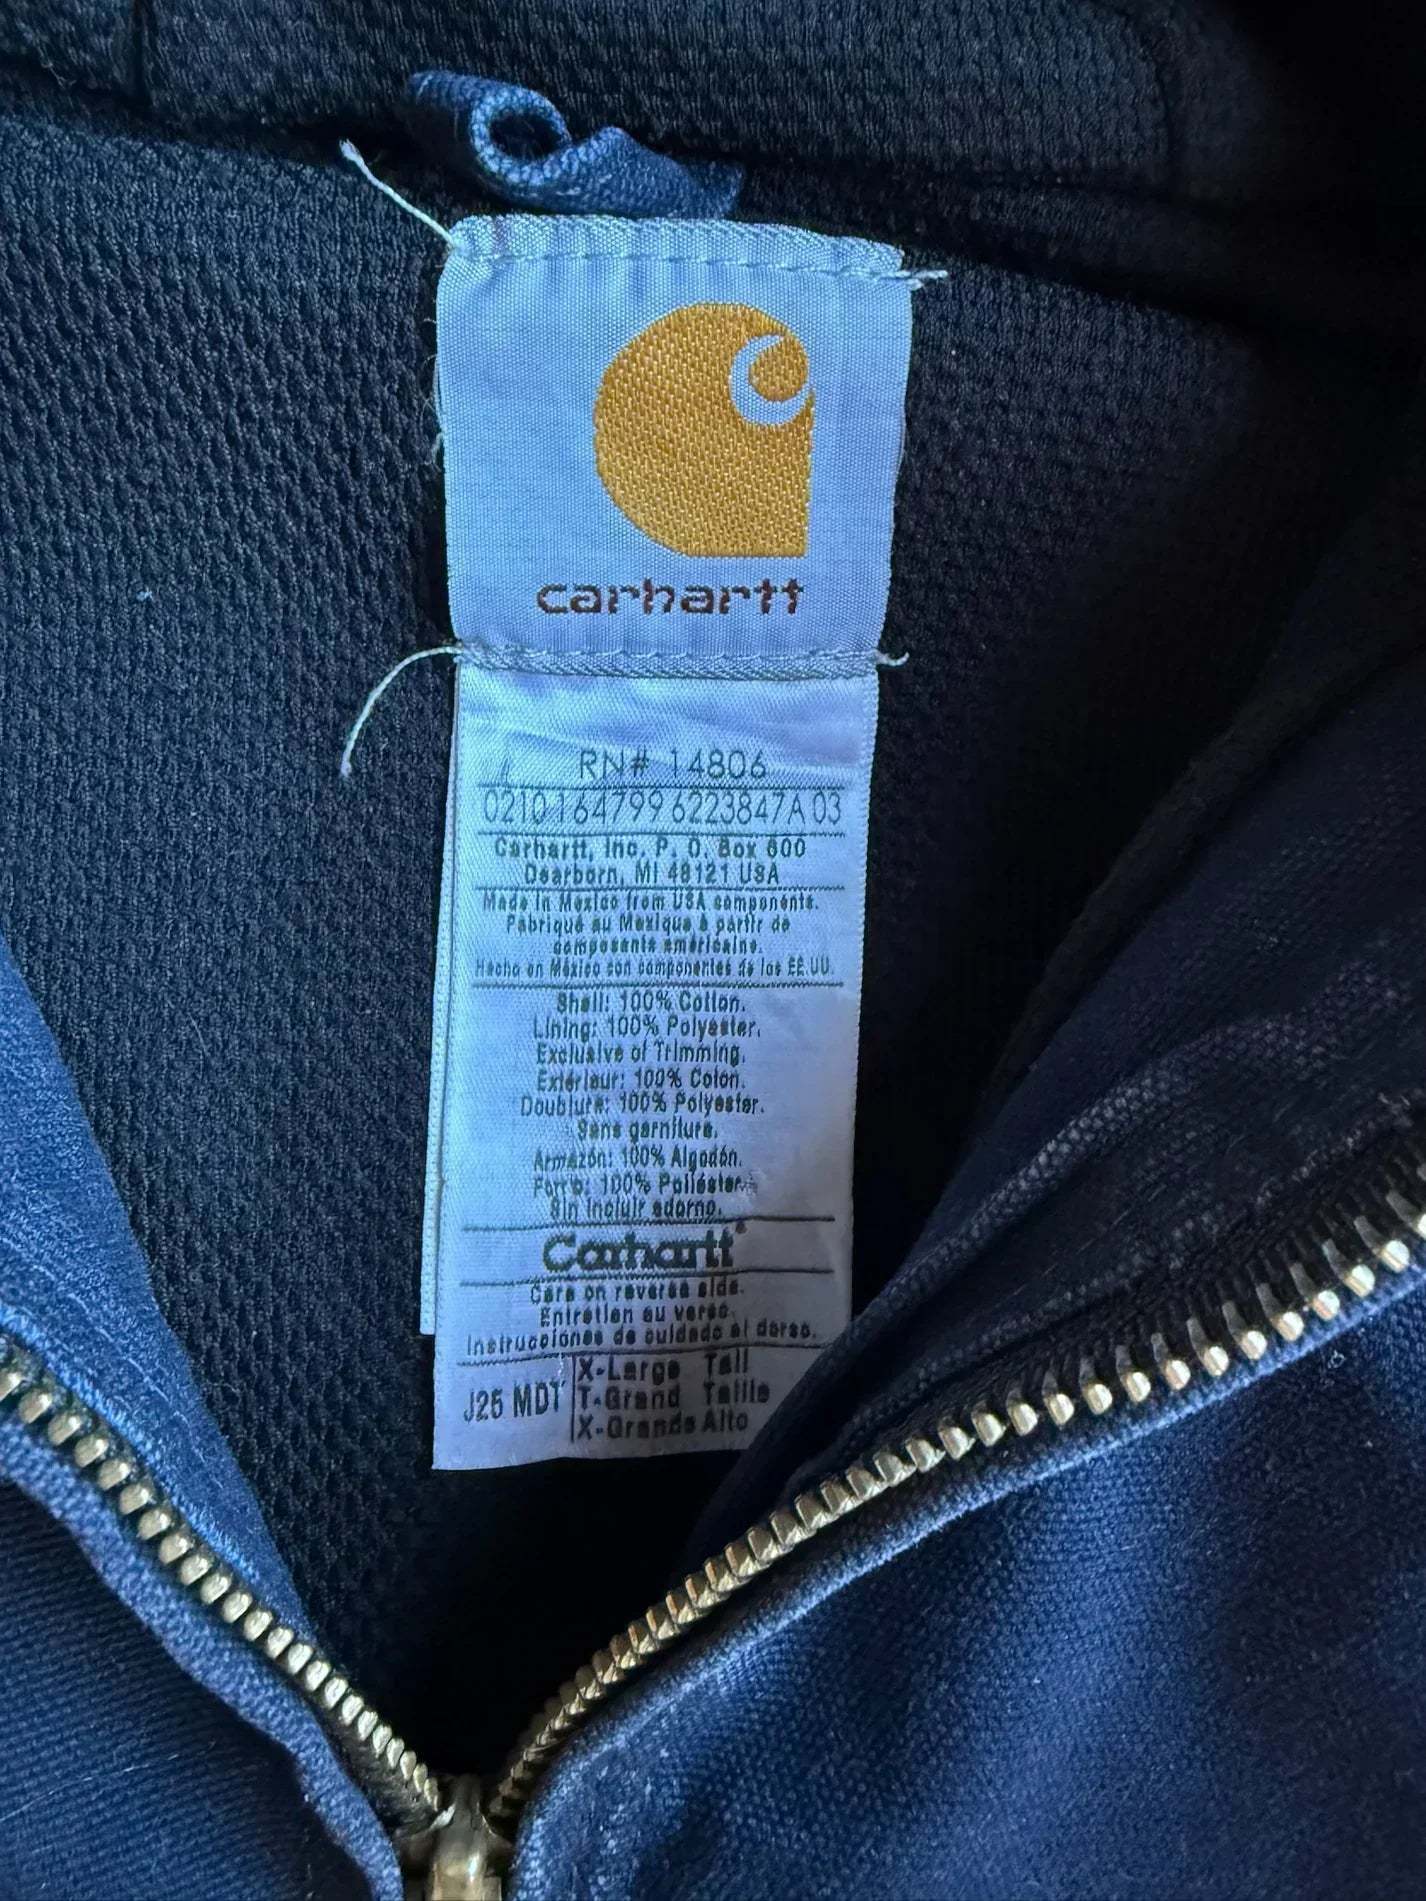 carhartt
RN# 14806
0210164799 6223847A 03
Carhartt, Inc. P. O. Box 600
Dearborn, MI 48121 USA
Made in Mexico from USA components.
Fabriqué au Mexique à partir de
composants américains.
Hecho en México con componentes de los EE.UU.
Shell: 100% Cotton.
Lining: 100% Polyester.
Exclusive of Trimming.
Extérieur: 100% Coton.
Doublure: 100% Polyester.
Sans garniture.
Armazón: 100% Algodón.
Forro: 100% Poliéster.
Sin incluir adorno.
Carhartt®
Care on reverse side.
Entretien au verso.
Instrucciones de cuidado al dorso.
J25 MDT
X-Large Tall
T-Grand Taille
X-Grande Alto